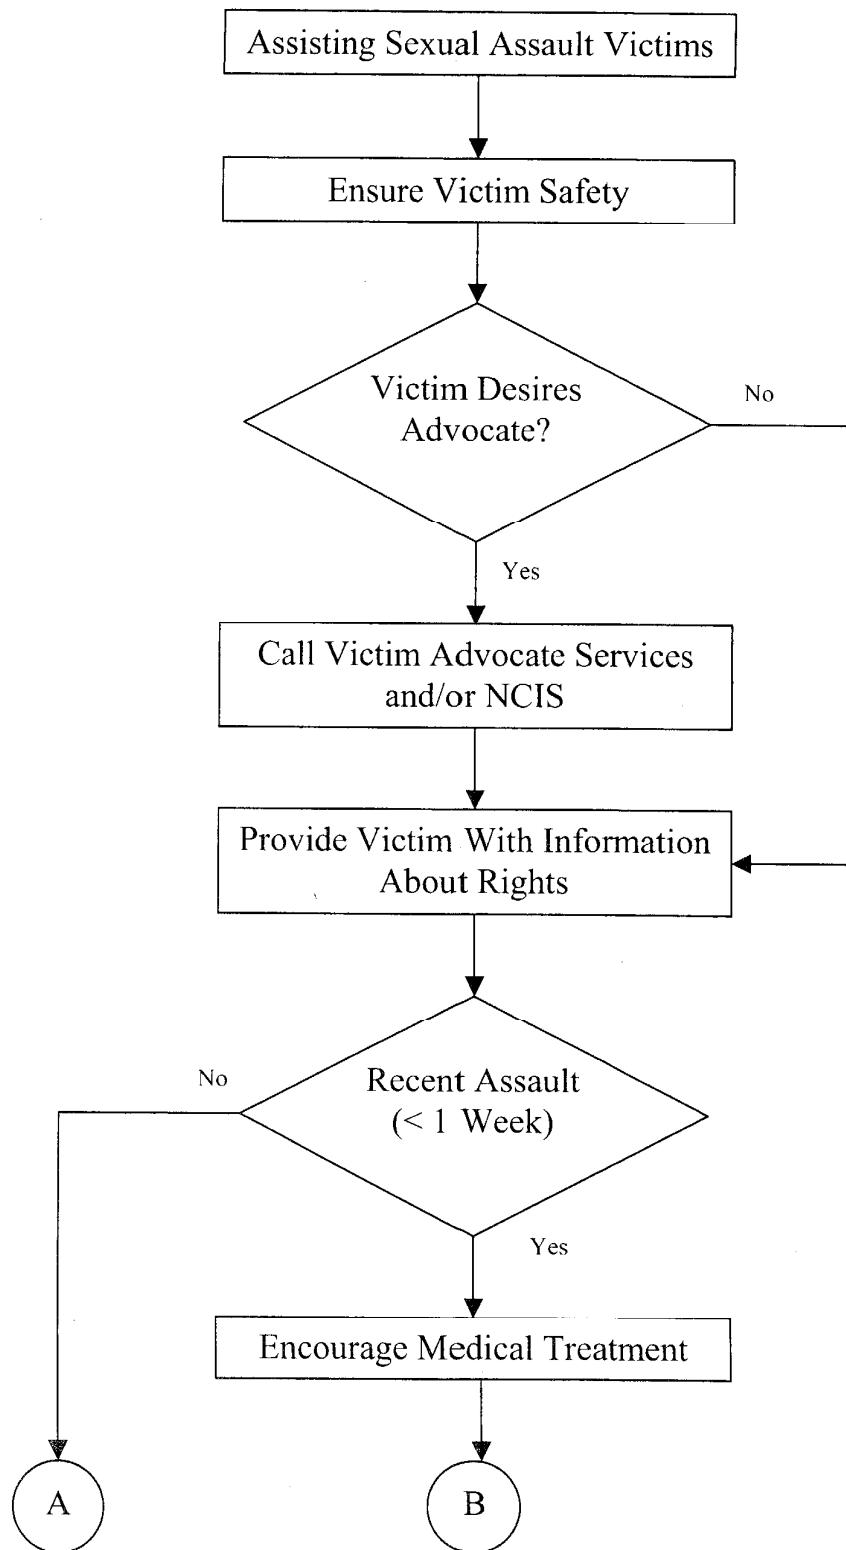 Assisting Sexual Assault Victims
Ensure Victim Safety
Victim Desires
Advocate?
No
Yes
Call Victim Advocate Services
and/or NCIS
Provide Victim With Information
About Rights
No
Recent Assault
(< 1 Week)
Yes
Encourage Medical Treatment
A
B